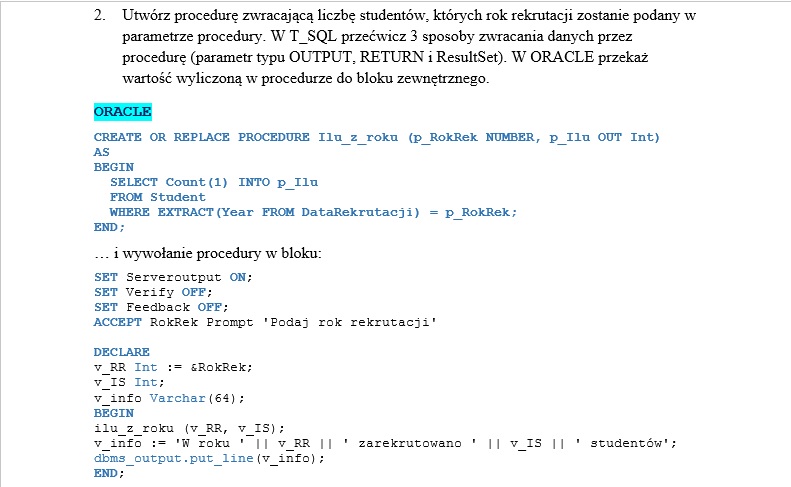 2. Utwórz procedurę zwracającą liczbę studentów, których rok rekrutacji zostanie podany w
parametrze procedury. W T_SQL przećwicz 3 sposoby zwracania danych przez
procedurę (parametr typu OUTPUT, RETURN i ResultSet). W ORACLE przekaż
wartość wyliczoną w procedurze do bloku zewnętrznego.
ORACLE
CREATE OR REPLACE PROCEDURE Ilu_z_roku (p_RokRek NUMBER, p_Ilu OUT Int)
AS
BEGIN
SELECT Count(1) INTO p_Ilu
FROM Student
WHERE EXTRACT(Year FROM DataRekrutacji) = p_RokRek;
END;
… i wywołanie procedury w bloku:
SET Serveroutput ON;
SET Verify OFF;
SET Feedback OFF;
ACCEPT RokRek Prompt 'Podaj rok rekrutacji'
DECLARE
v_RR Int := &RokRek;
v_IS Int;
v_info Varchar(64);
BEGIN
ilu_z_roku (v_RR, v_IS);
v_info := 'W roku ' || v_RR || ' zarekrutowano ' || v_IS || ' studentów';
dbms_output.put_line(v_info);
END;